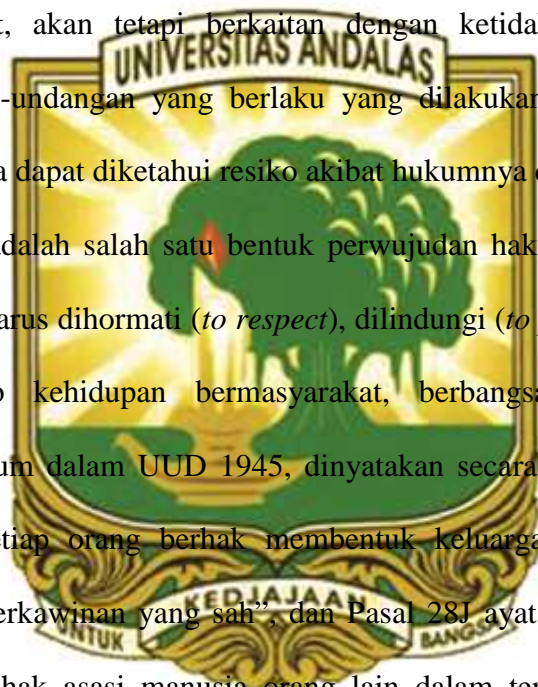 t, akan tetapi berkaitan dengan ketidal
UNIVERSITAS ANDALAS
-undangan yang berlaku yang dilakukan
a dapat diketahui resiko akibat hukumnya
adalah salah satu bentuk perwujudan hak
arus dihormati (to respect), dilindungi (to
kehidupan bermasyarakat, berbangsa
um dalam UUD 1945, dinyatakan secara
etiap orang berhak membentuk keluarga
erkawinan yang sah”, dan Pasal 28J ayat
UNTUK KEDJAJAAN BANGSA
hak asasi manusia orang lain dalam ter